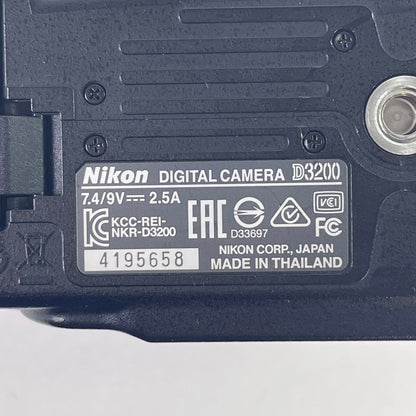 Nikon DIGITAL CAMERA D3200
7.4/9V⎓ 2.5A
KCC-REI-
NKR-D3200
EAC
D33697
VCI
FC
4195658
NIKON CORP., JAPAN
MADE IN THAILAND